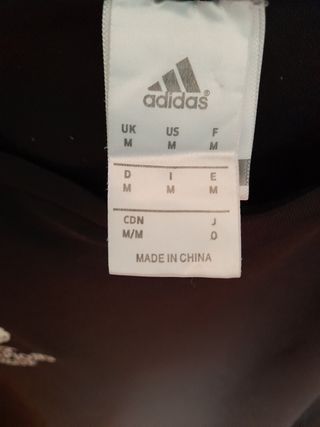 adidas®
UK US F
M M M
D I E
M M M
CDN J
M/M O
MADE IN CHINA